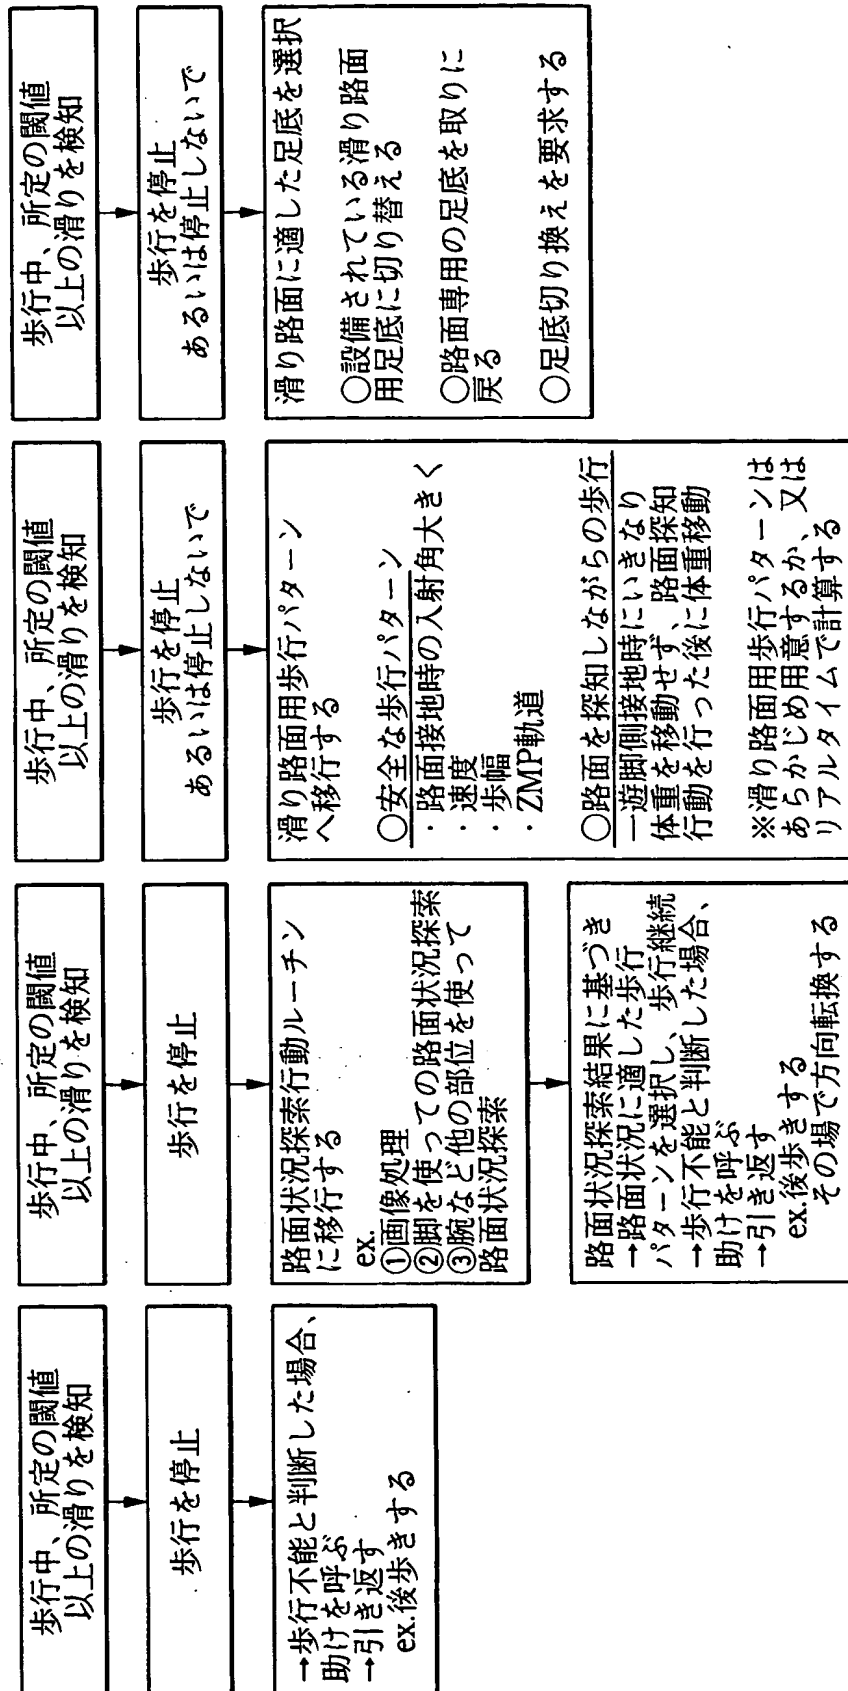 歩行中、所定の閾値
以上の滑りを検知
歩行を停止
→歩行不能と判断した場合、
助けを呼ぶ
→引き返す
ex.後歩きする
歩行中、所定の閾値
以上の滑りを検知
歩行を停止
路面状況探索行動ルーチン
に移行する
ex.
①画像処理
②脚を使っての路面状況探索
③腕など他の部位を使って
路面状況探索
路面状況探索結果に基づき
→路面状況に適した歩行
パターンを選択し、歩行継続
→歩行不能と判断した場合、
助けを呼ぶ
→引き返す
ex.後歩きする
その場で方向転換する
歩行中、所定の閾値
以上の滑りを検知
歩行を停止
あるいは停止しないで
滑り路面用歩行パターン
へ移行する
○安全な歩行パターン
・路面接地時の入射角大きく
・速度
・歩幅
・ZMP軌道
○路面を探知しながらの歩行
ー遊脚側接地時にいきなり
体重を移動せず、路面探知
行動を行った後に体重移動
※滑り路面用歩行パターンは
あらかじめ用意するか、又は
リアルタイムで計算する
歩行中、所定の閾値
以上の滑りを検知
歩行を停止
あるいは停止しないで
滑り路面に適した足底を選択
○設備されている滑り路面
用足底に切り替える
○路面専用の足底を取りに
戻る
○足底切り換えを要求する